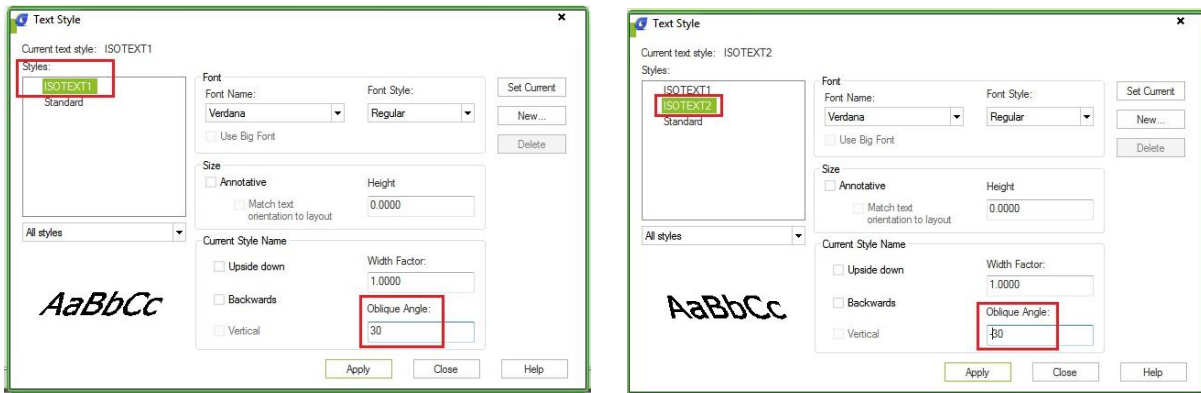 Text Style
Current text style: ISOTEXT1
Styles:
ISOTEXT1
Standard
All styles
AaBbCc
Font
Font Name:
Verdana
Font Style:
Regular
Use Big Font
Size
Annotative
Match text
orientation to layout
Height
0.0000
Current Style Name
Upside down
Backwards
Vertical
Width Factor:
1.0000
Oblique Angle:
30
Set Current
New...
Delete
Apply
Close
Help
Text Style
Current text style: ISOTEXT2
Styles:
ISOTEXT1
ISOTEXT2
Standard
All styles
AaBbCc
Font
Font Name:
Verdana
Font Style:
Regular
Use Big Font
Size
Annotative
Match text
orientation to layout
Height
0.0000
Current Style Name
Upside down
Backwards
Vertical
Width Factor:
1.0000
Oblique Angle:
-30
Set Current
New...
Delete
Apply
Close
Help